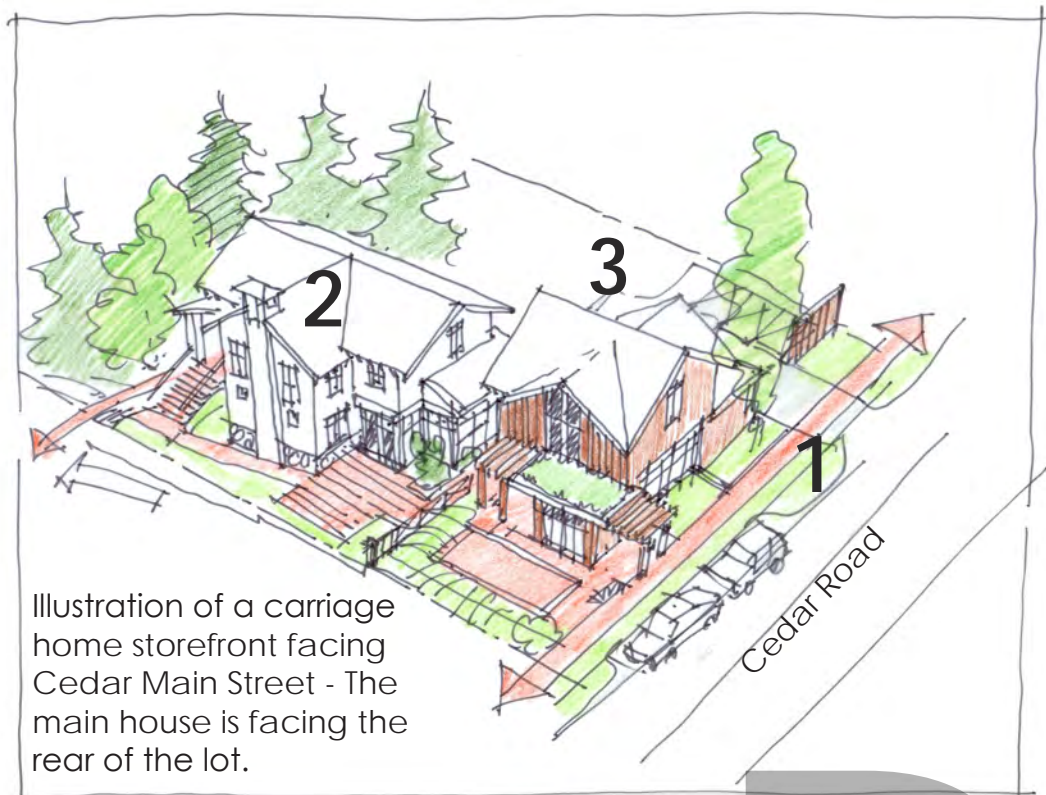 2
3
1
Cedar Road
Illustration of a carriage
home storefront facing
Cedar Main Street - The
main house is facing the
rear of the lot.